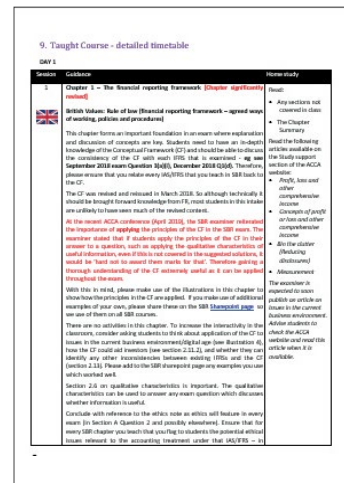 9. Taught Course - detailed timetable
DAY 1
Session Guidance Home study
1 Chapter 1 – The financial reporting framework [Chapter significantly
revised]
British Values: Rule of law (financial reporting framework – agreed ways
of working, policies and procedures)
This chapter forms an important foundation in an exam where explanation
and discussion of concepts are key. Students need to have an in-depth
knowledge of the Conceptual Framework (CF) and should be able to discuss
the consistency of the CF with each IFRS that is examined - eg see
September 2018 exam Question 3(a)(i), December 2018 Q3(d). Therefore,
please ensure that you relate every IAS/IFRS that you teach in SBR back to
the CF.
The CF was revised and reissued in March 2018. So although technically it
should be brought forward knowledge from FR, most students in this intake
are unlikely to have seen much of the revised content.
At the recent ACCA conference (April 2019), the SBR examiner reiterated
the importance of applying the principles of the CF in the SBR exam. The
examiner stated that if students apply the principles of the CF in their
answer to a question, such as applying the qualitative characteristics of
useful information, even if this is not covered in the suggested solutions, it
would be 'hard not to award them marks for that'. Therefore gaining a
thorough understanding of the CF extremely useful as it can be applied
throughout the exam.
With this in mind, please make use of the illustrations in this chapter to
show how the principles in the CF are applied. If you make use of additional
examples of your own, please share these on the SBR Sharepoint page so
we use of them on all SBR courses.
There are no activities in this chapter. To increase the interactivity in the
classroom, consider asking students to think about application of the CF to
issues in the current business environment/digital age (see Illustration 4),
how the CF could aid investors (see section 2.11.2), and whether they can
identify any other inconsistencies between existing IFRSs and the CF
(section 2.13). Please add to the SBR sharepoint page any examples you use
which worked well.
Section 2.6 on qualitative characteristics is important. The qualitative
characteristics can be used to answer any exam question which discusses
whether information is useful.
Conclude with reference to the ethics note as ethics will feature in every
exam (in Section A Question 2 and possibly elsewhere). Ensure that for
every SBR chapter you teach that you flag to students the potential ethical
issues relevant to the accounting treatment under that IAS/IFRS – in
Read:
• Any sections not
covered in class
• The Chapter
Summary.
Read the following
articles available on
the Study support
section of the ACCA
website:
• Profit, loss and
other
comprehensive
income
• Concepts of profit
or loss and other
comprehensive
income
• Bin the clutter
(Reducing
disclosures)
• Measurement
The examiner is
expected to soon
publish an article on
issues in the current
business environment.
Advise students to
check the ACCA
website and read this
article when it is
available.